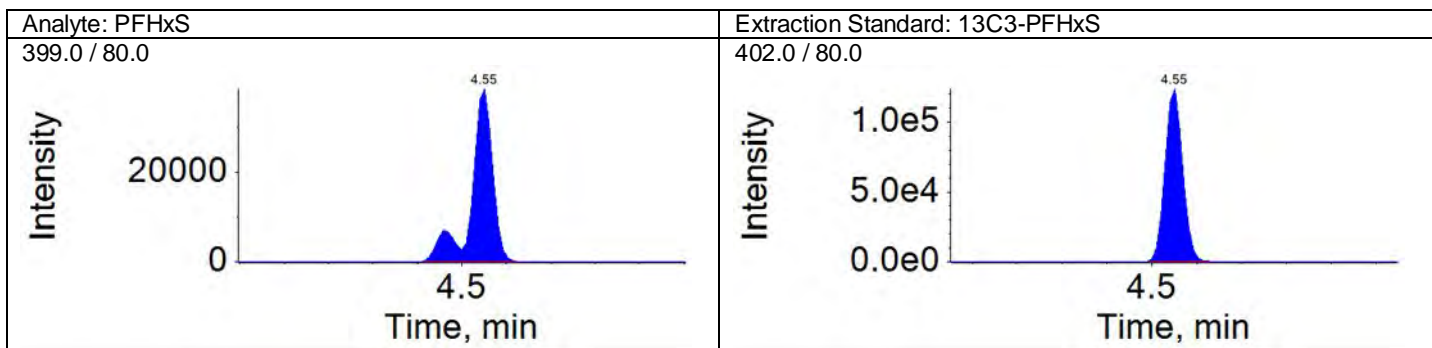 Analyte: PFHxS
Extraction Standard: 13C3-PFHxS
399.0 / 80.0
402.0 / 80.0
4.55
20000
0
Intensity
4.5
Time, min
4.55
1.0e5
5.0e4
0.0e0
Intensity
4.5
Time, min